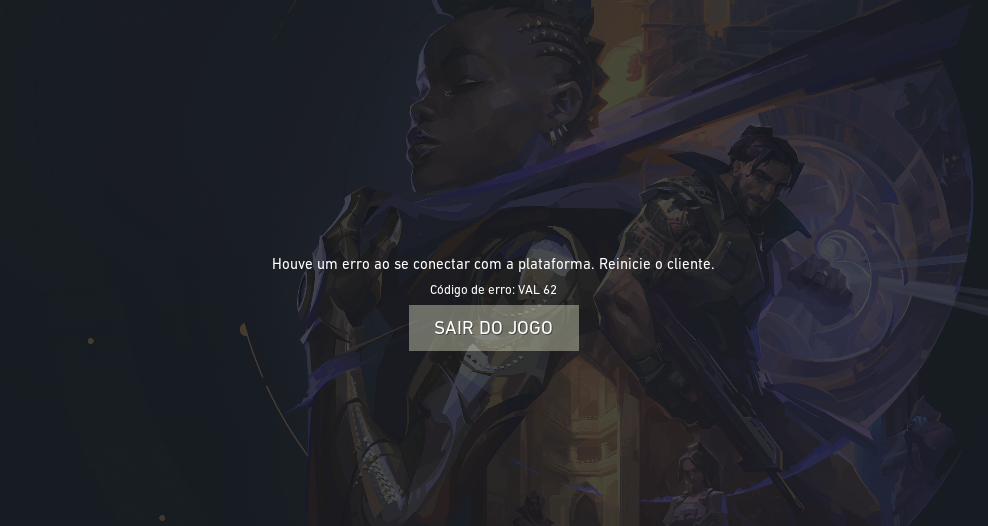 Houve um erro ao se conectar com a plataforma. Reinicie o cliente.
Código de erro: VAL 62
SAIR DO JOGO